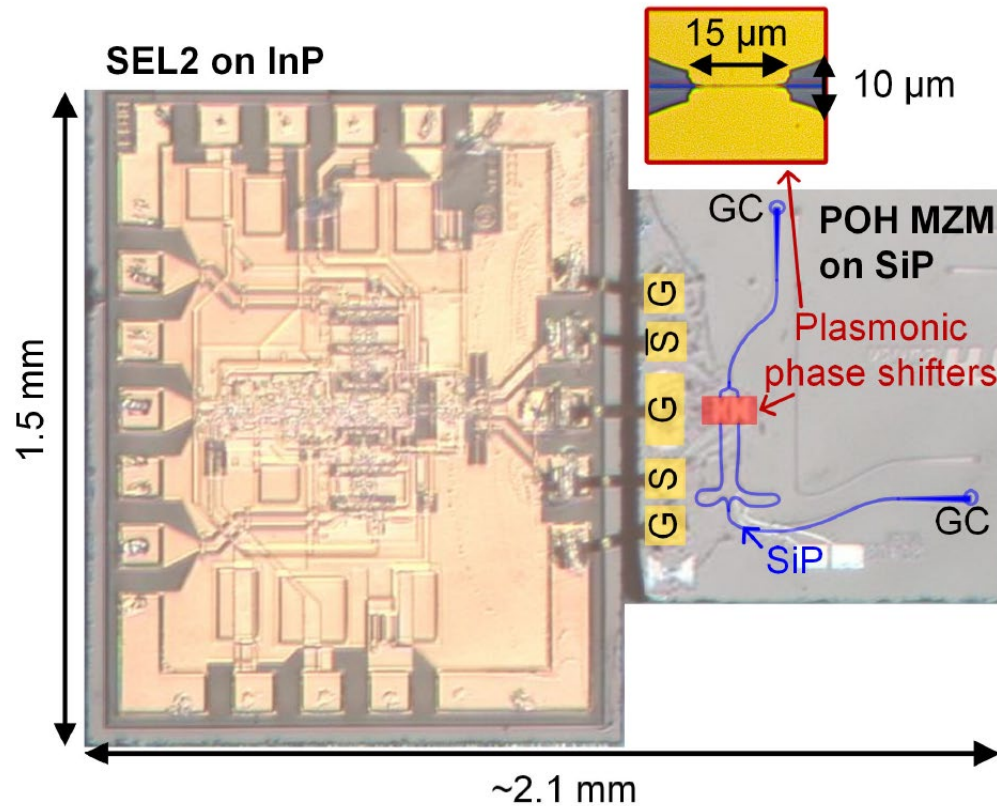 SEL2 on InP
15 µm
10 µm
1.5 mm
GC
POH MZM
on SiP
G
S̅
G
S
G
Plasmonic
phase shifters
GC
SiP
~2.1 mm